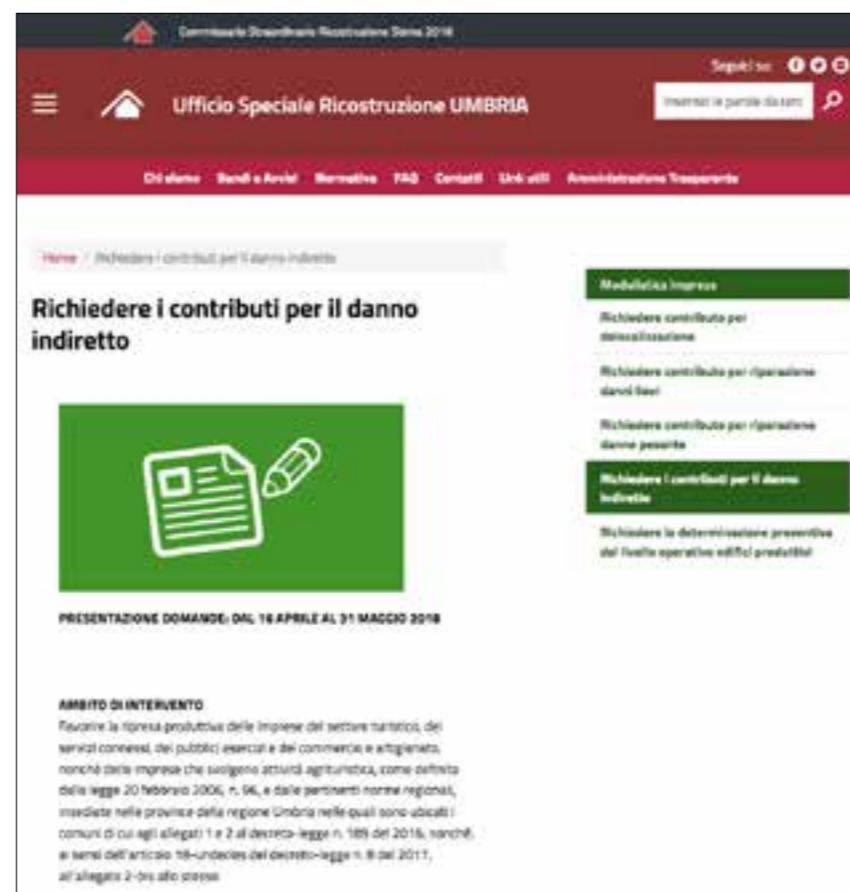 Commissario Straordinario Ricostruzione Sisma 2016
Seguici su:
Ufficio Speciale Ricostruzione UMBRIA
Inserisci le parole da
Chi siamo Bandi e Avvisi Normativa FAQ Contatti Link utili Amministrazione Trasparente
Home / Richiedere i contributi per il danno indiretto
Richiedere i contributi per il danno
indiretto
PRESENTAZIONE DOMANDE: DAL 16 APRILE AL 31 MAGGIO 2018
AMBITO DI INTERVENTO
Favorire la ripresa produttiva delle imprese del settore turistico, dei
servizi connessi, dei pubblici esercizi e del commercio e artigianato,
nonché delle imprese che svolgono attività agrituristica, come definita
dalla legge 20 febbraio 2006, n. 96, e dalle pertinenti norme regionali,
insediate nelle province della regione Umbria nelle quali sono ubicati i
comuni di cui agli allegati 1 e 2 al decreto-legge n. 189 del 2016, nonché,
ai sensi dell'articolo 18-undecies del decreto-legge n. 8 del 2017,
all'allegato 2-bis allo stesso
Modulistica Imprese
Richiedere contributo per
delocalizzazione
Richiedere contributo per riparazione
danni lievi
Richiedere contributo per riparazione
danno pesante
Richiedere i contributi per il danno
indiretto
Richiedere la determinazione preventiva
del livello operativo edifici produttivi